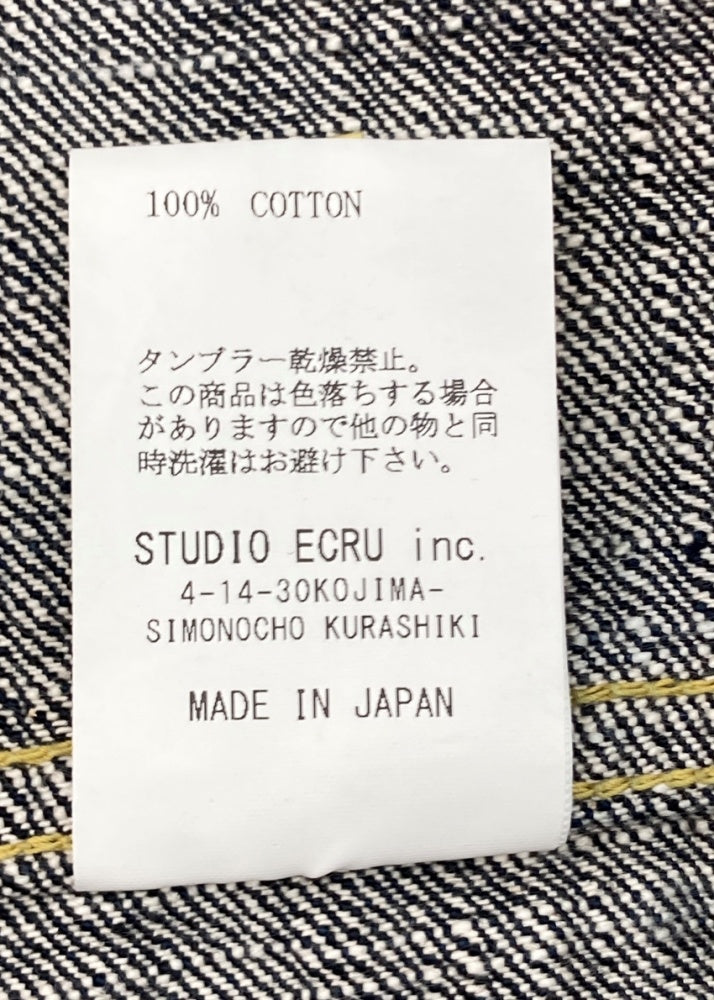 100% COTTON
タンブラー乾燥禁止。
この商品は色落ちする場合
がありますので他の物と同
時洗濯はお避け下さい。
STUDIO ECRU inc.
4-14-30KOJIMA-
SIMONOCHO KURASHIKI
MADE IN JAPAN